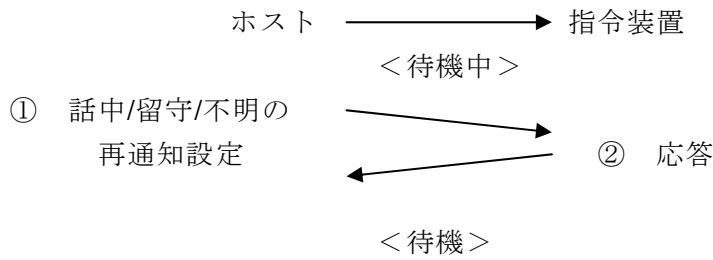 ホスト 指令装置
＜待機中＞
① 話中/留守/不明の
再通知設定 ② 応答
＜待機＞